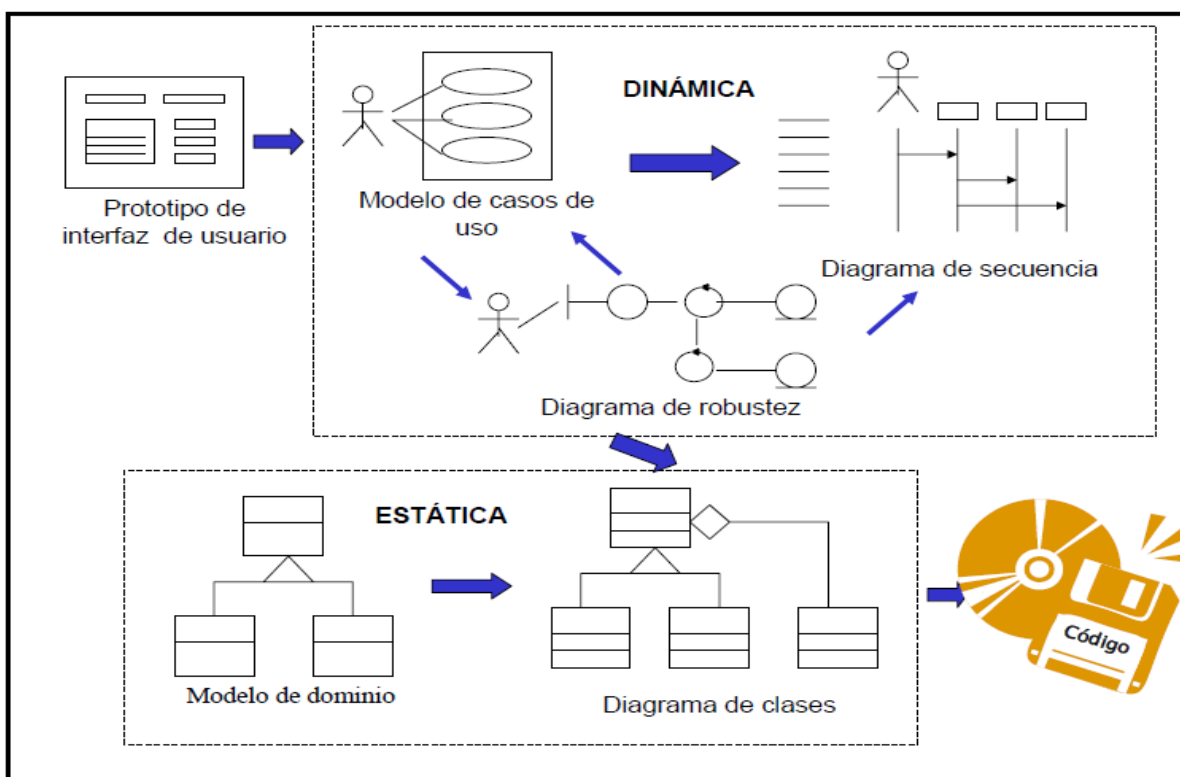 DINÁMICA
Prototipo de
interfaz de usuario
Modelo de casos de
uso
Diagrama de secuencia
Diagrama de robustez
ESTÁTICA
Modelo de dominio
Diagrama de clases
Código